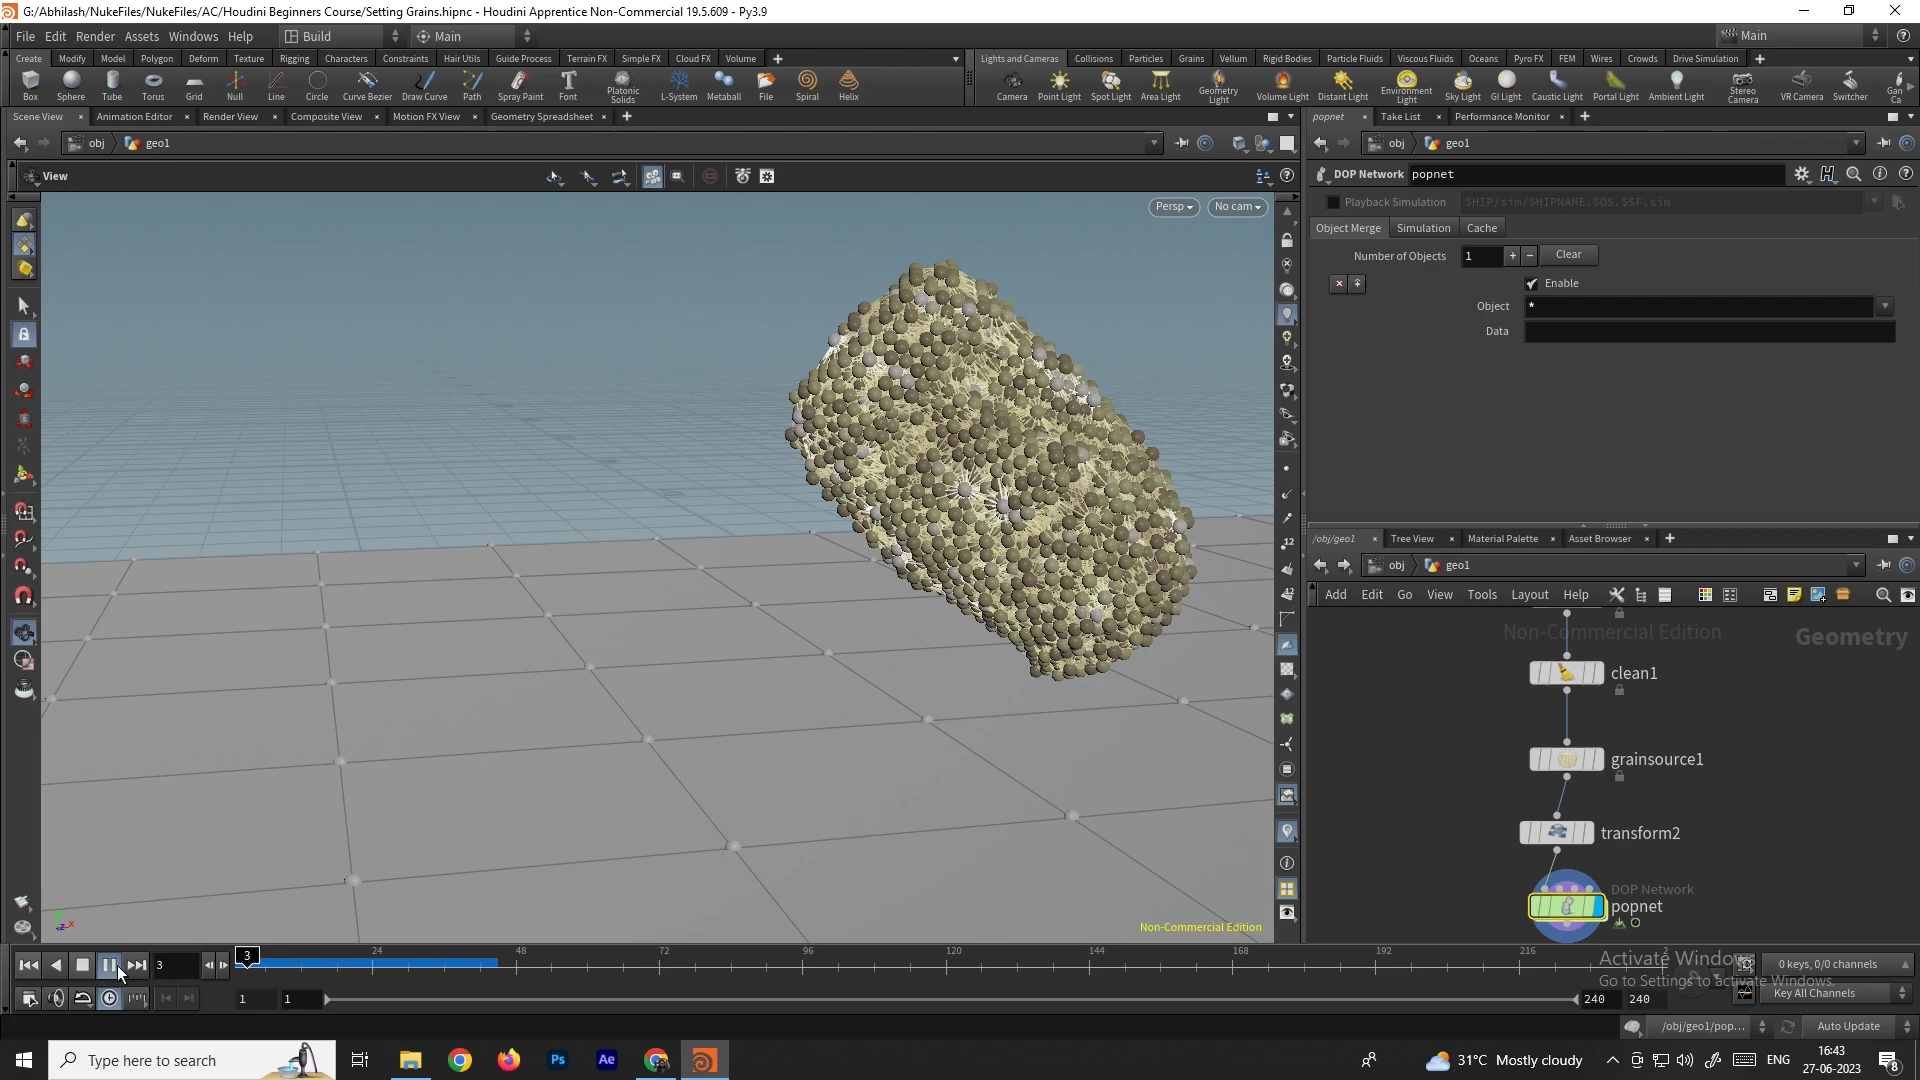 G:/Abhilash/NukeFiles/NukeFiles/AC/Houdini Beginners Course/Setting Grains.hipnc - Houdini Apprentice Non-Commercial 19.5.609 - Py3.9
File Edit Render Assets Windows Help Build Main Main
Create Modify Model Polygon Deform Texture Rigging Characters Constraints Hair Utils Guide Process Terrain FX Simple FX Cloud FX Volume
Lights and Cameras Collisions Particles Grains Vellum Rigid Bodies Particle Fluids Viscous Fluids Oceans Pyro FX FEM Wires Crowds Drive Simulation
Box Sphere Tube Torus Grid Null Line Circle Curve Bezier Draw Curve Path Spray Paint Font Platonic Solids L-System Metaball File Spiral Helix
Camera Point Light Spot Light Area Light Geometry Light Volume Light Distant Light Environment Light Sky Light GI Light Caustic Light Portal Light Ambient Light Stereo Camera VR Camera Switcher Gan Ca
Scene View Animation Editor Render View Composite View Motion FX View Geometry Spreadsheet
popnet Take List Performance Monitor
obj geo1
obj geo1
View
DOP Network popnet
Persp No cam
Playback Simulation $HIP/sim/$HIPNAME.$OS.$SF.sim
Object Merge Simulation Cache
Number of Objects 1 Clear
Enable
Object *
Data
/obj/geo1 Tree View Material Palette Asset Browser
obj geo1
Add Edit Go View Tools Layout Help
Non-Commercial Edition Geometry
clean1
grainsource1
transform2
DOP Network
popnet
Non-Commercial Edition
3 3 24 48 72 96 120 144 168 192 216 2
Activate Windows
Go to Settings to activate Windows.
0 keys, 0/0 channels
1 1 240 240 Key All Channels
/obj/geo1/pop... Auto Update
Type here to search Ps Ae 31°C Mostly cloudy ENG 16:43
27-06-2023
8